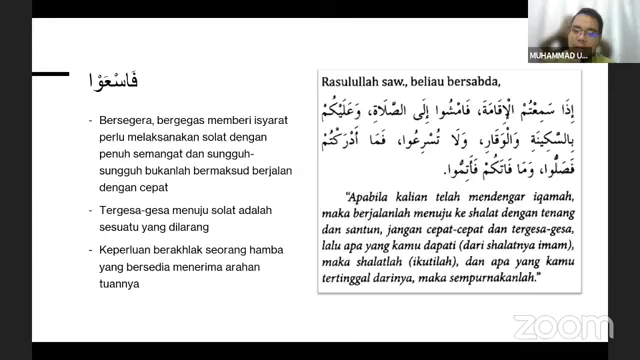 MUHAMMAD U...
فَاسْعَوْا
- Bersegera, bergegas memberi isyarat
perlu melaksanakan solat dengan
penuh semangat dan sungguh-
sungguh bukanlah bermaksud berjalan
dengan cepat
- Tergesa-gesa menuju solat adalah
sesuatu yang dilarang
- Keperluan berakhlak seorang hamba
yang bersedia menerima arahan
tuannya
Rasulullah saw., beliau bersabda,
إِذَا سَمِعْتُمْ الْإِقَامَةَ، فَامْشُوا إِلَى الصَّلَاةِ، وَعَلَيْكُمْ
بِالسَّكِينَةِ وَالْوَقَارِ، وَلَا تُسْرِعُوا، فَمَا أَدْرَكْتُمْ
فَصَلُّوا، وَمَا فَاتَكُمْ فَأَتِمُّوا.
"Apabila kalian telah mendengar iqamah,
maka berjalanlah menuju ke shalat dengan tenang
dan santun, jangan cepat-cepat dan tergesa-gesa,
lalu apa yang kamu dapati (dari shalatnya imam),
maka shalatlah (ikutilah), dan apa yang kamu
tertinggal darinya, maka sempurnakanlah."
zoom